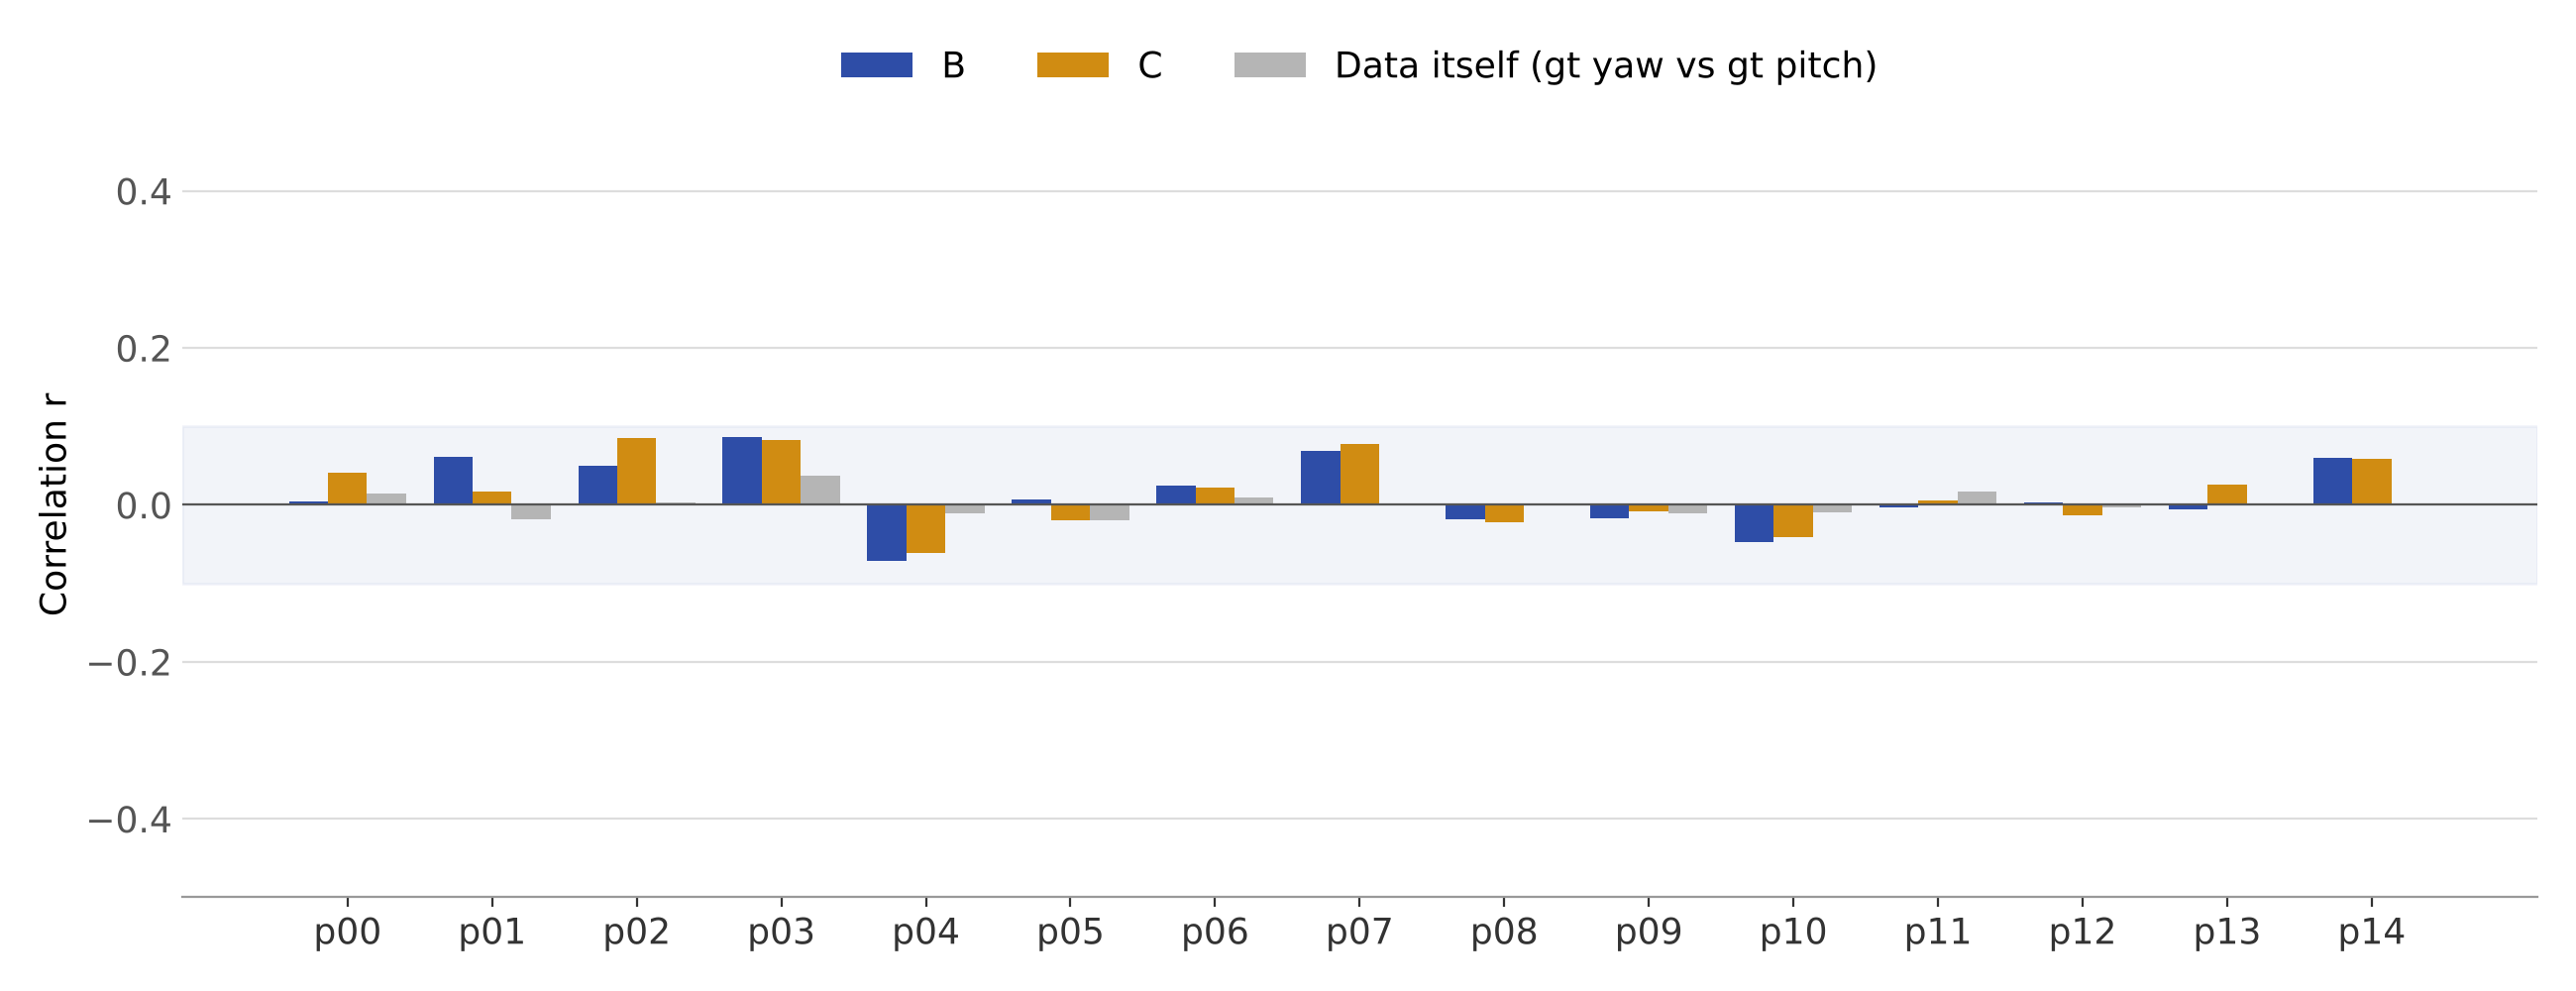 B C Data itself (gt yaw vs gt pitch)
Correlation r
0.4
0.2
0.0
−0.2
−0.4
p00 p01 p02 p03 p04 p05 p06 p07 p08 p09 p10 p11 p12 p13 p14